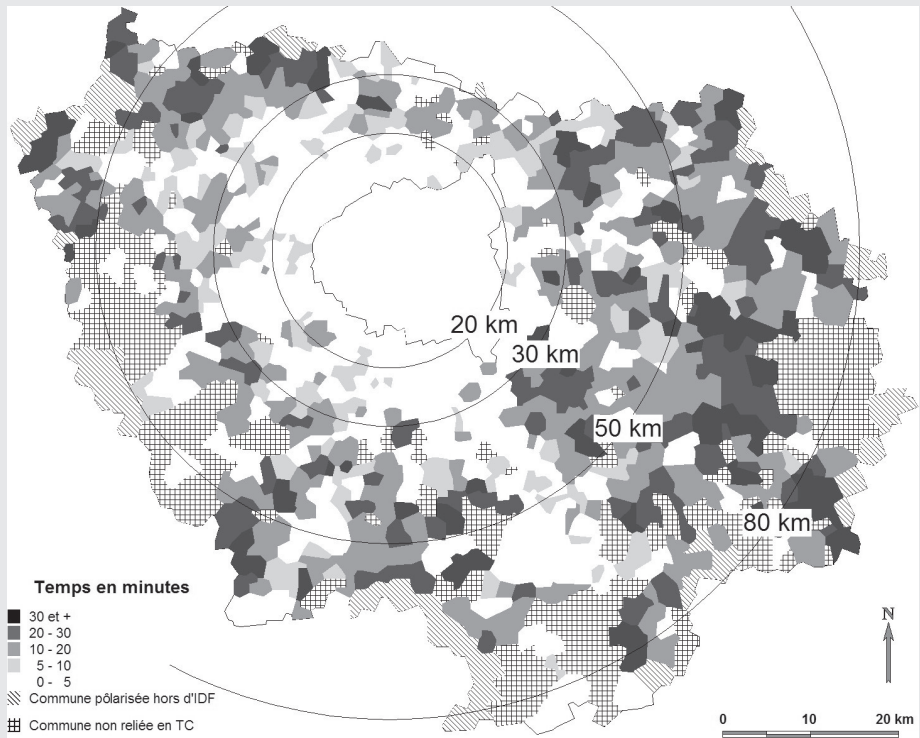 20 km
30 km
50 km
80 km
Temps en minutes
30 et +
20 - 30
10 - 20
5 - 10
0 - 5
Commune pôlarisée hors d'IDF
Commune non reliée en TC
N
0 10 20 km